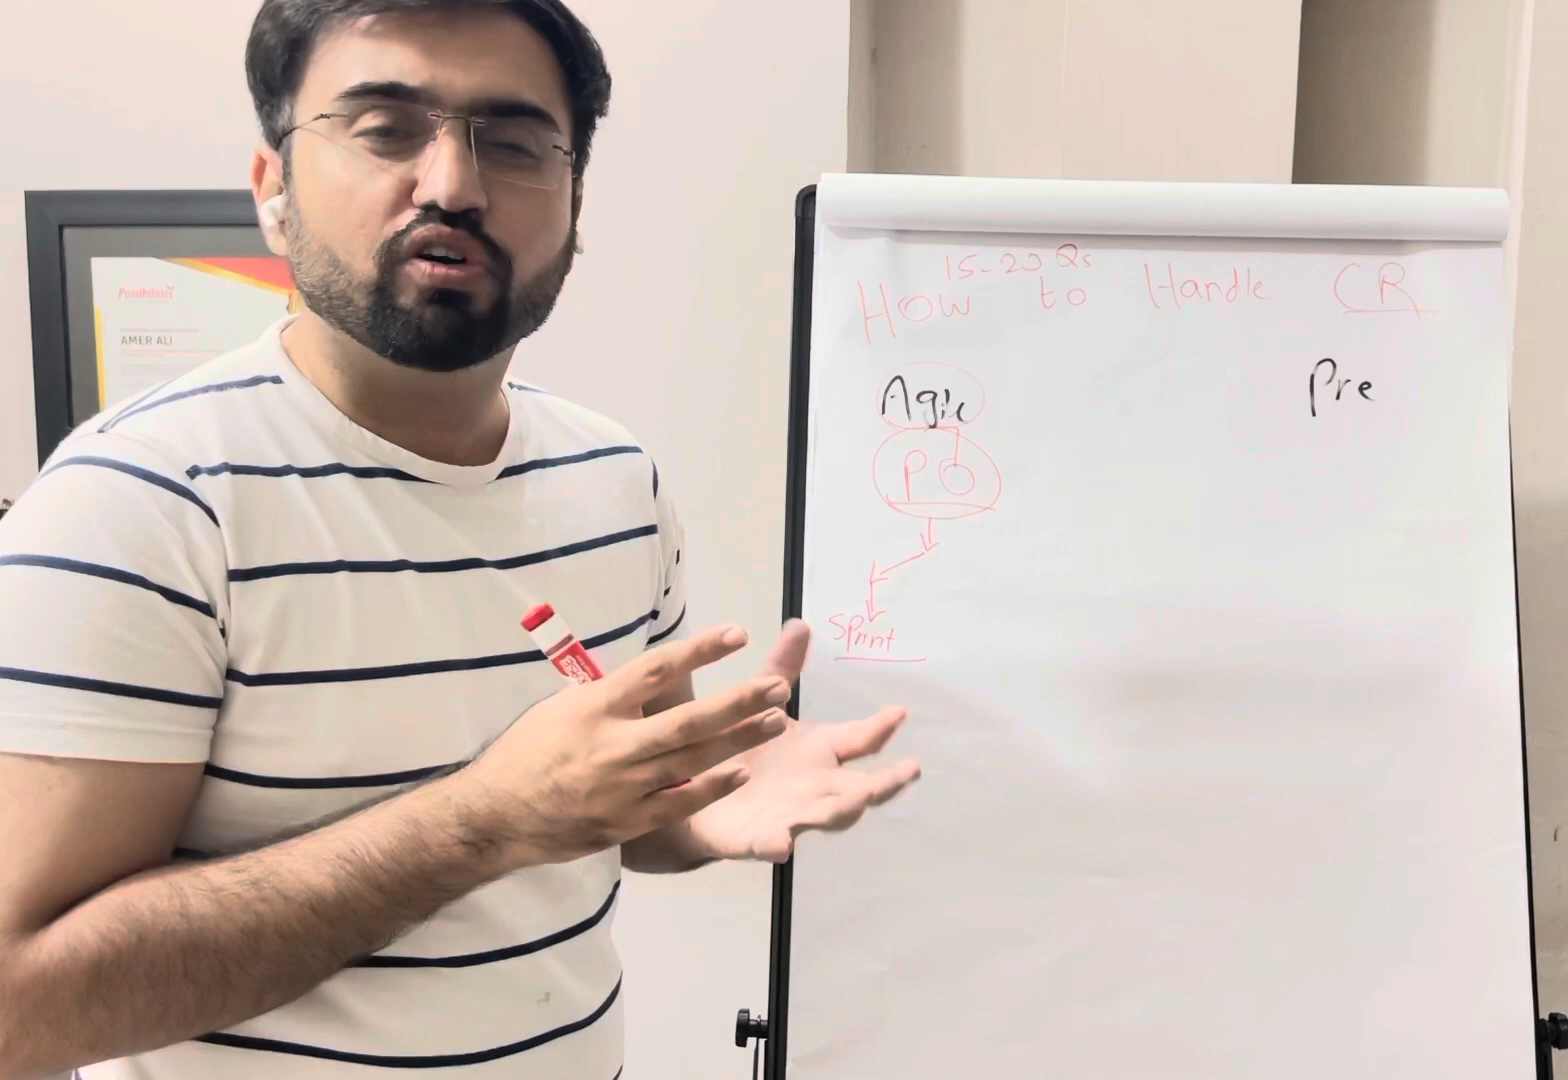 Possibilities
AMER ALI
15-20 Qs
How to Handle CR
Agile
Pre
PO
Sprint